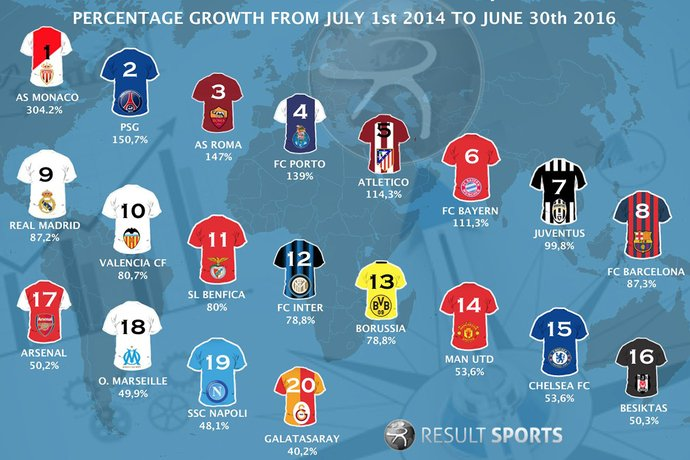 PERCENTAGE GROWTH FROM JULY 1st 2014 TO JUNE 30th 2016
1
AS MONACO
304.2%
2
PSG
150,7%
3
AS ROMA
147%
4
FC PORTO
139%
5
ATLETICO
114,3%
6
FC BAYERN
111,3%
7
JUVENTUS
99,8%
8
FC BARCELONA
87,3%
9
REAL MADRID
87,2%
10
VALENCIA CF
80,7%
11
SL BENFICA
80%
12
FC INTER
78,8%
13
BVB
09
BORUSSIA
78,8%
14
MAN UTD
53,6%
15
CHELSEA FC
53,6%
16
BESIKTAS
50,3%
17
ARSENAL
50,2%
18
O. MARSEILLE
49,9%
19
SSC NAPOLI
48,1%
20
GALATASARAY
40,2%
RESULT SPORTS